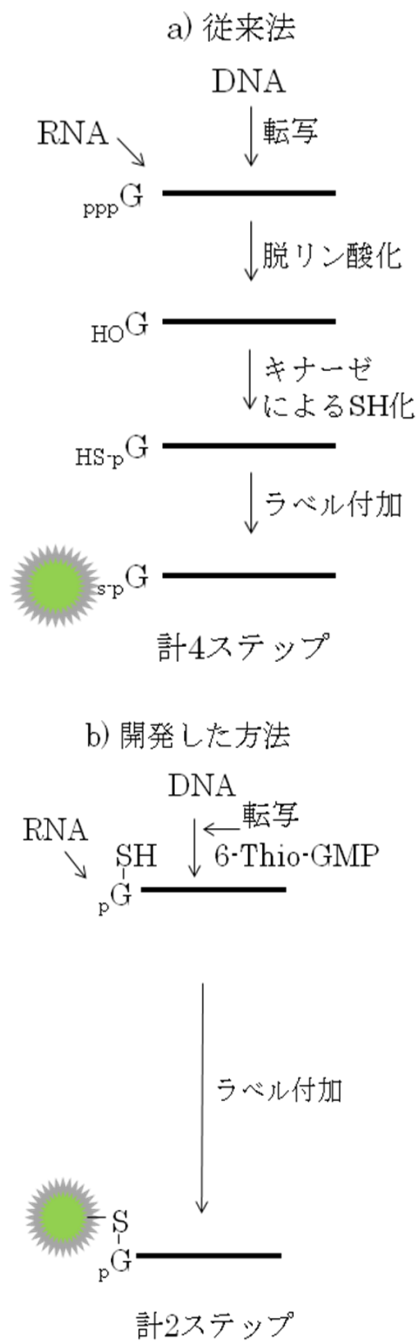 a) 従来法
DNA
転写
RNA
pppG
脱リン酸化
HOG
キナーゼ
によるSH化
HS-pG
ラベル付加
s-pG
計4ステップ
b) 開発した方法
DNA
転写
RNA
SH
6-Thio-GMP
pG
ラベル付加
S
pG
計2ステップ